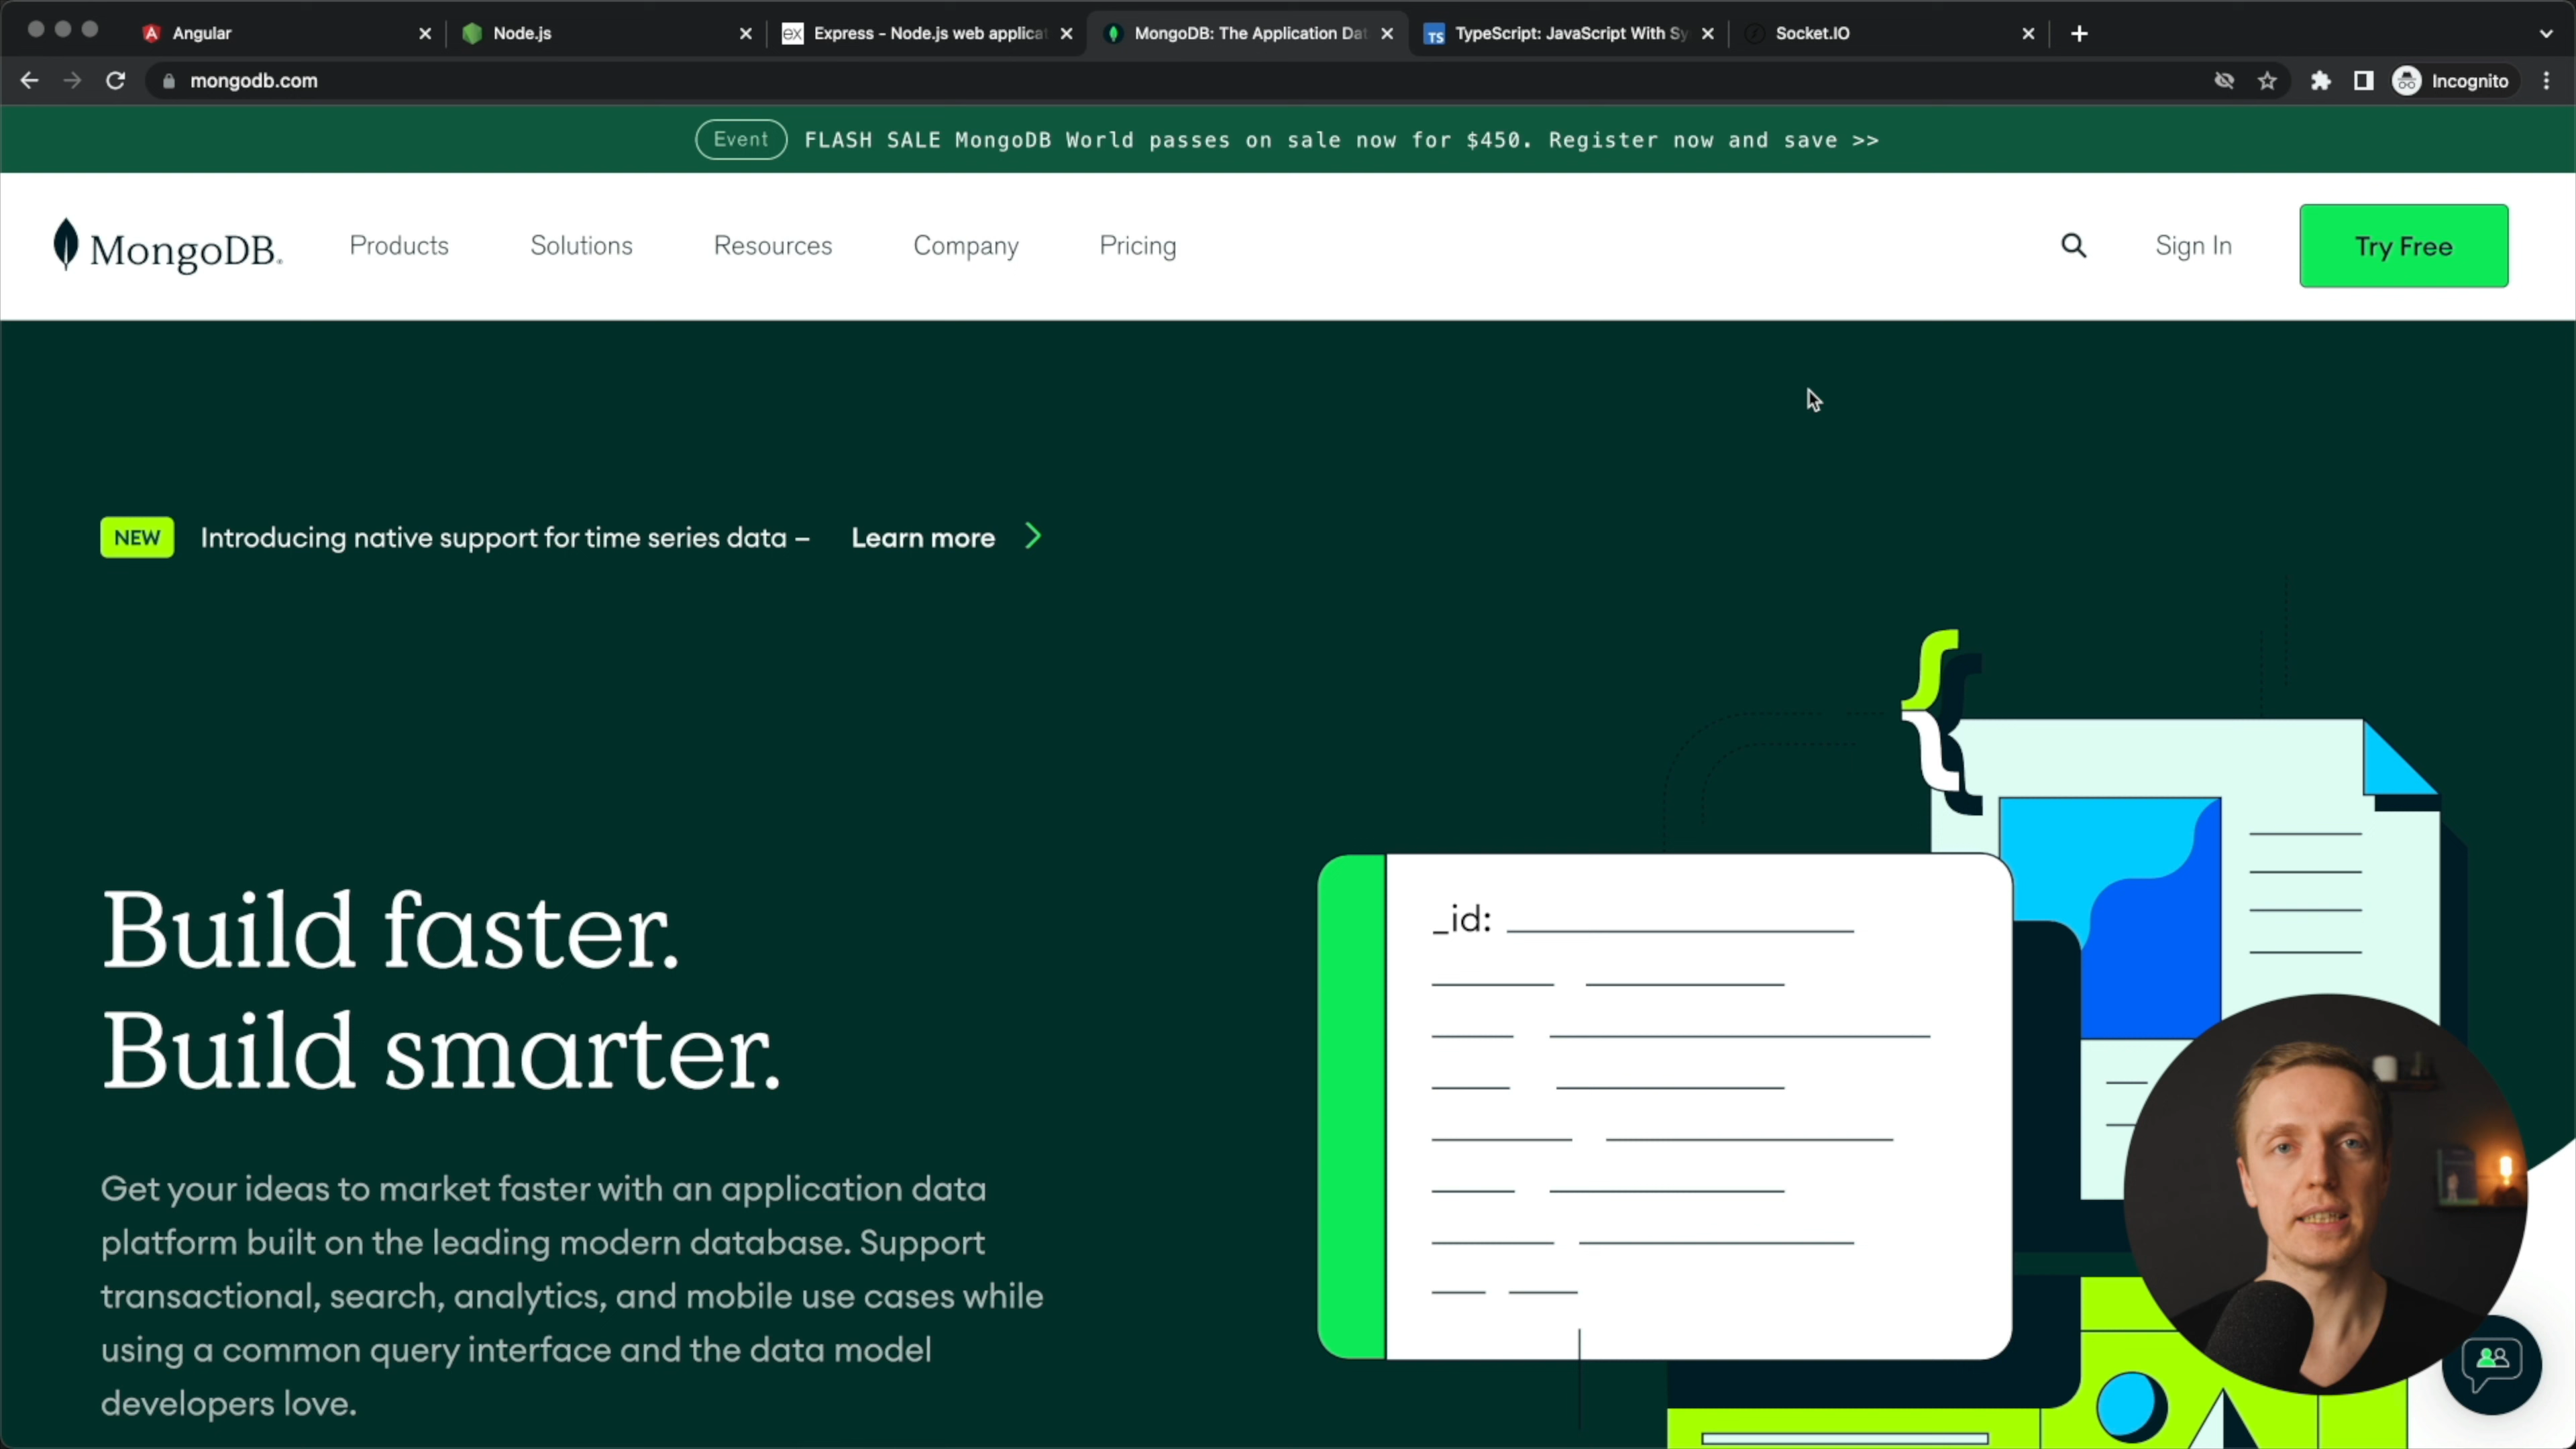 Angular
Node.js
ex
Express - Node.js web applicat
MongoDB: The Application Dat
TS
TypeScript: JavaScript With Sy
Socket.IO
mongodb.com
Incognito
Event
FLASH SALE MongoDB World passes on sale now for $450. Register now and save >>
MongoDB.
Products
Solutions
Resources
Company
Pricing
Sign In
Try Free
NEW
Introducing native support for time series data –
Learn more
Build faster.
Build smarter.
Get your ideas to market faster with an application data
platform built on the leading modern database. Support
transactional, search, analytics, and mobile use cases while
using a common query interface and the data model
developers love.
_id: